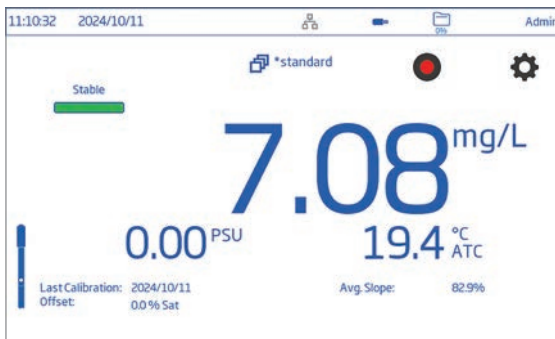 11:10:32 2024/10/11 0% Admin
*standard
Stable
7.08 mg/L
0.00 PSU 19.4 °C ATC
Last Calibration: 2024/10/11 Avg. Slope: 82.9%
Offset: 0.0 % Sat